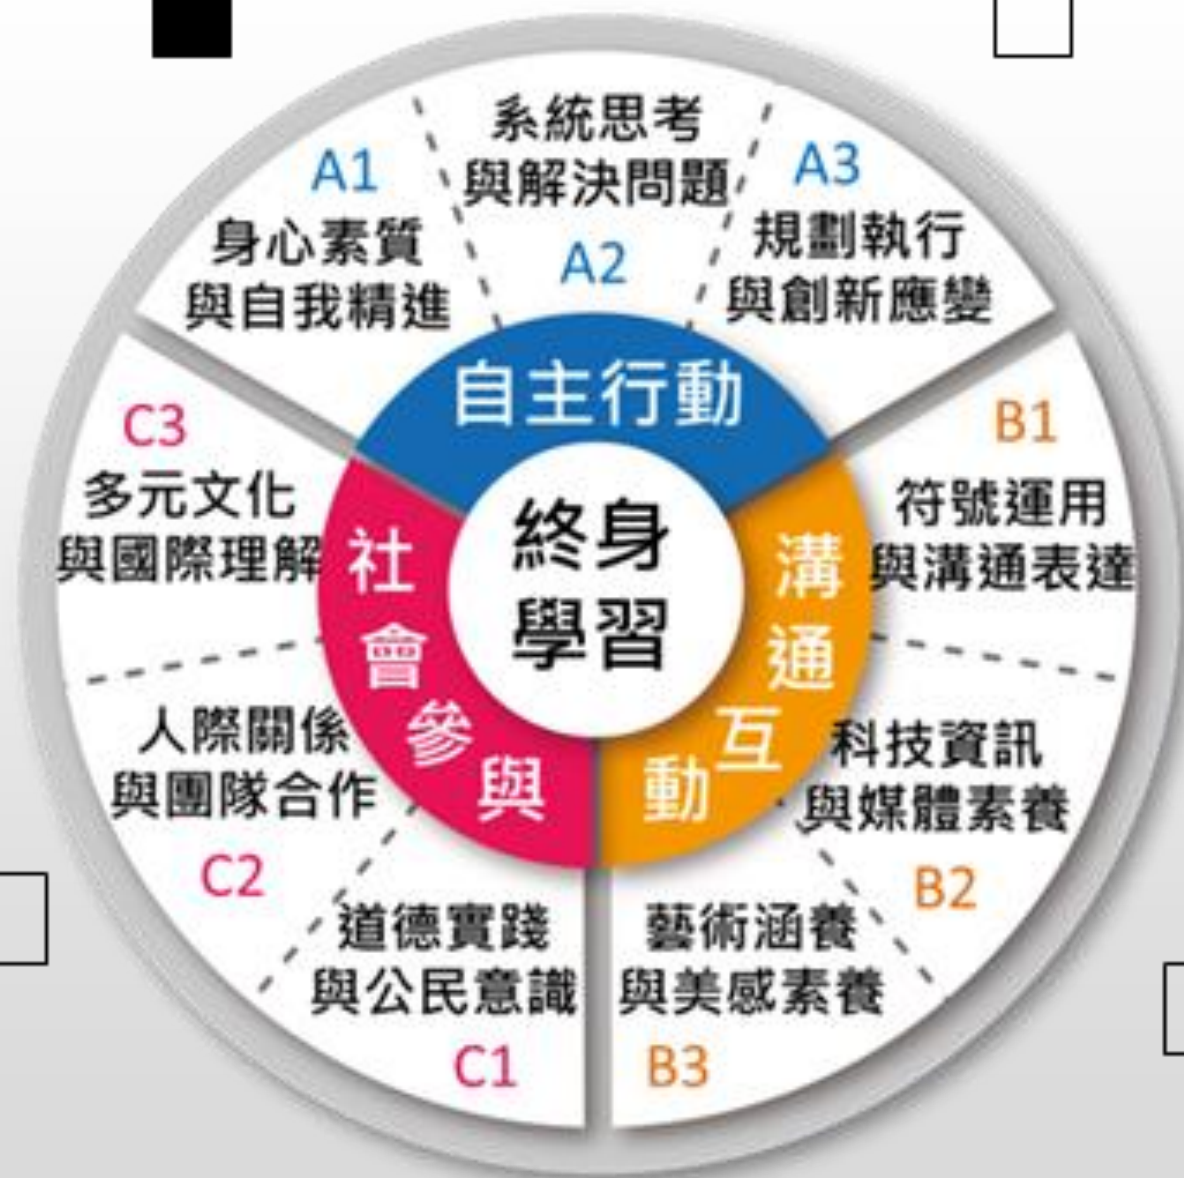 A1
身心素質
與自我精進
系統思考
與解決問題
A2
A3
規劃執行
與創新應變
B1
符號運用
與溝通表達
科技資訊
與媒體素養
B2
藝術涵養
與美感素養
B3
道德實踐
與公民意識
C1
人際關係
與團隊合作
C2
C3
多元文化
與國際理解
自主行動
溝通互動
社會參與
終身
學習